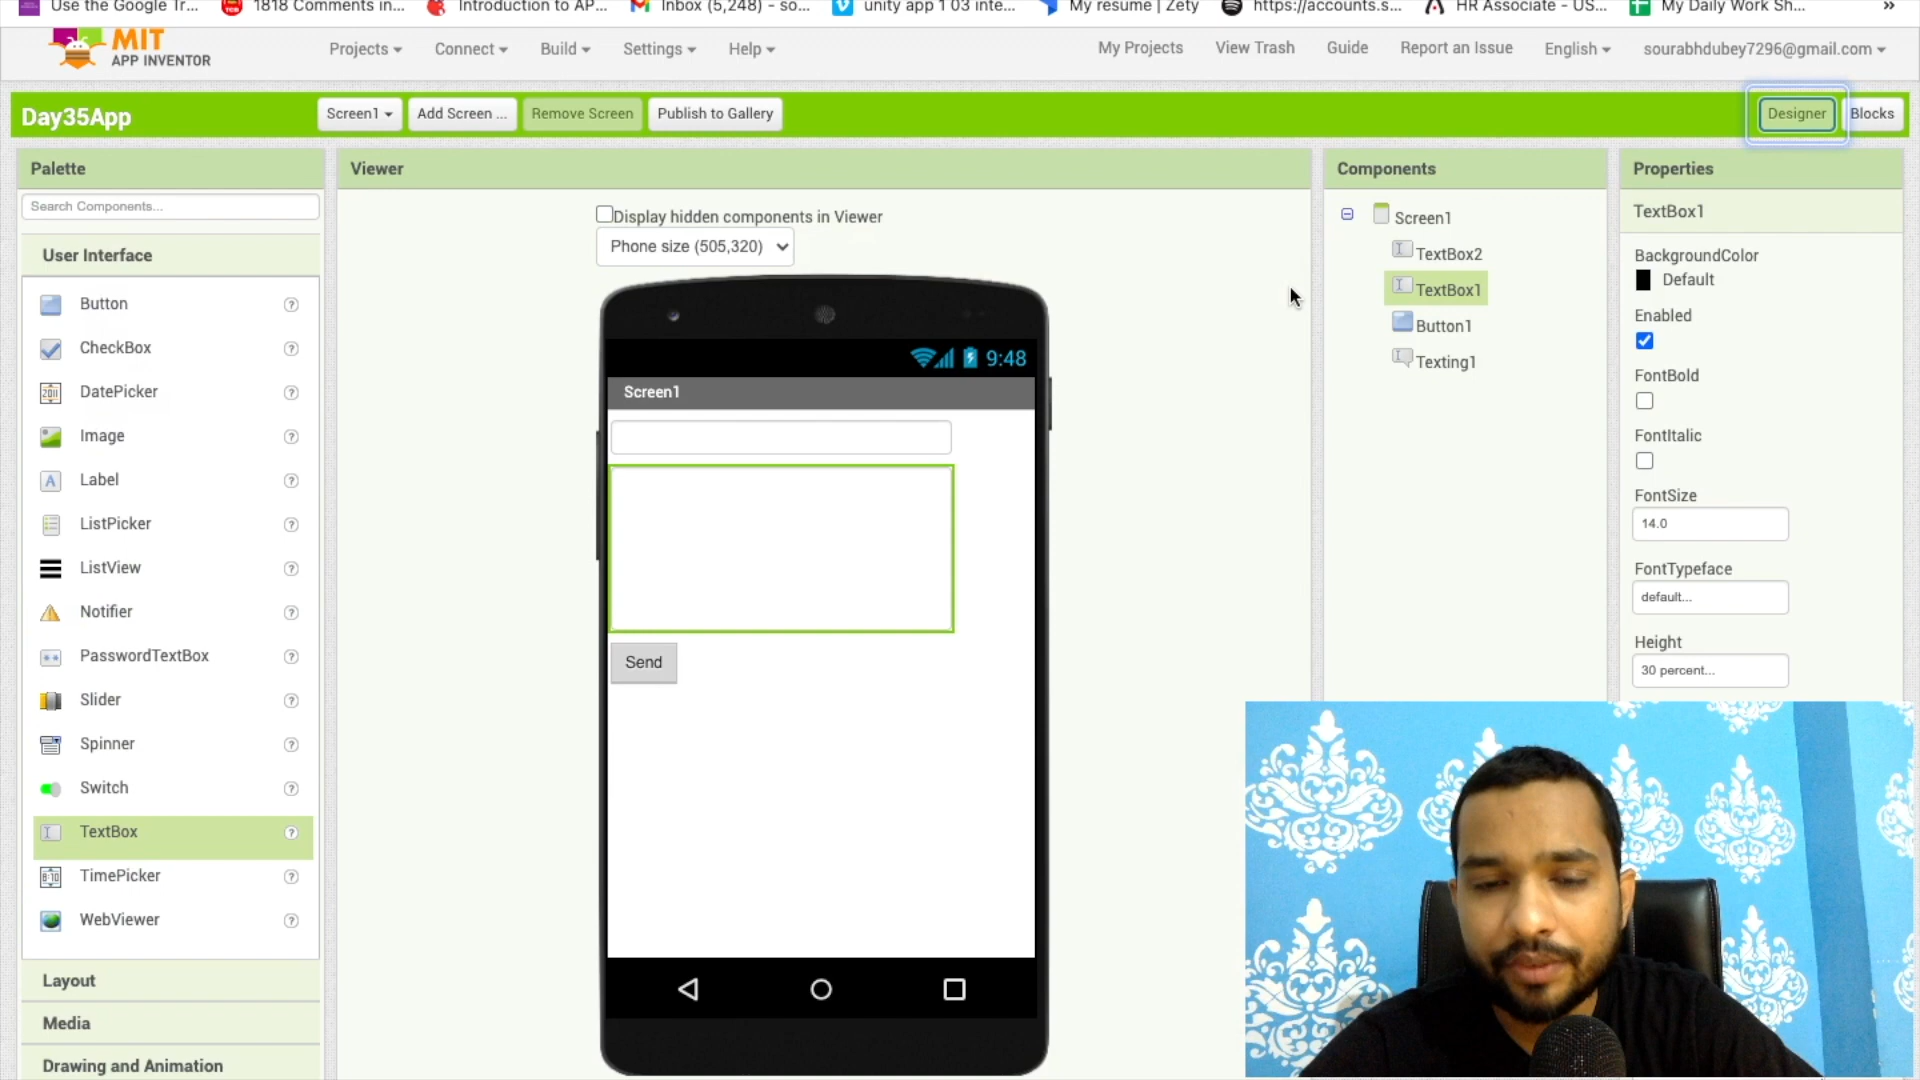 Use the Google Tr...
1818 Comments in...
Introduction to AP...
Inbox (5,248) - so...
unity app 1 03 inte...
My resume | Zety
https://accounts.s...
HR Associate - US...
My Daily Work Sh...
»
MIT
APP INVENTOR
Projects
Connect
Build
Settings
Help
My Projects
View Trash
Guide
Report an Issue
English
sourabhdubey7296@gmail.com
Day35App
Screen1
Add Screen ...
Remove Screen
Publish to Gallery
Designer
Blocks
Palette
Search Components...
User Interface
Button
?
CheckBox
?
DatePicker
?
Image
?
Label
?
ListPicker
?
ListView
?
Notifier
?
PasswordTextBox
?
Slider
?
Spinner
?
Switch
?
TextBox
?
TimePicker
?
WebViewer
?
Layout
Media
Drawing and Animation
Viewer
Display hidden components in Viewer
Phone size (505,320)
9:48
Screen1
Send
Components
Screen1
TextBox2
TextBox1
Button1
Texting1
Properties
TextBox1
BackgroundColor
Default
Enabled
FontBold
FontItalic
FontSize
14.0
FontTypeface
default...
Height
30 percent...